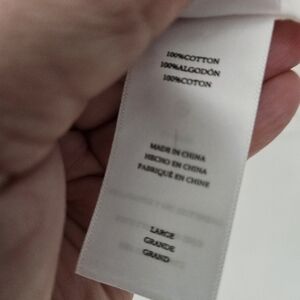 100%COTTON
100%ALGODÓN
100%COTON
MADE IN CHINA
HECHO EN CHINA
FABRIQUÉ EN CHINE
LARGE
GRANDE
GRAND